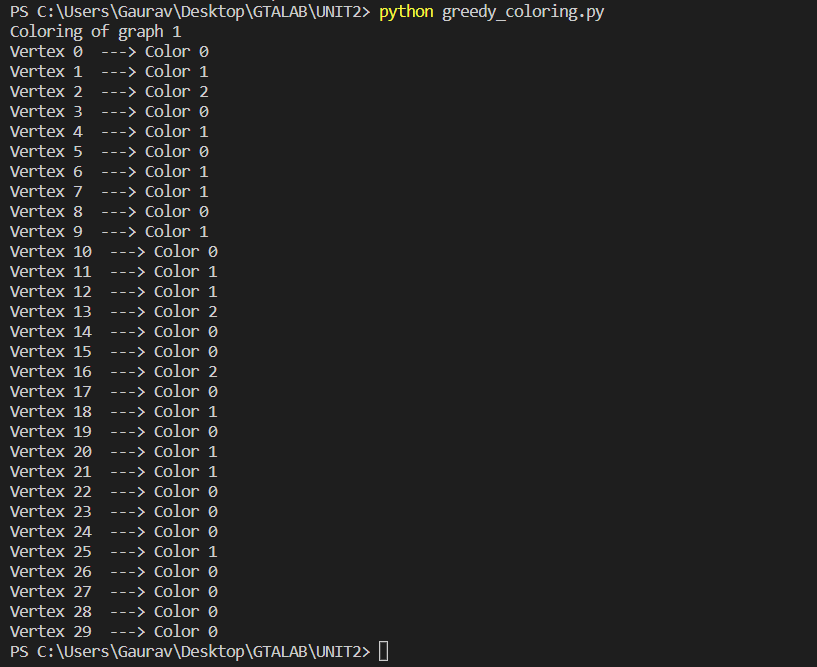 PS C:\Users\Gaurav\Desktop\GTALAB\UNIT2> python greedy_coloring.py
Coloring of graph 1
Vertex 0  ---> Color 0
Vertex 1  ---> Color 1
Vertex 2  ---> Color 2
Vertex 3  ---> Color 0
Vertex 4  ---> Color 1
Vertex 5  ---> Color 0
Vertex 6  ---> Color 1
Vertex 7  ---> Color 1
Vertex 8  ---> Color 0
Vertex 9  ---> Color 1
Vertex 10  ---> Color 0
Vertex 11  ---> Color 1
Vertex 12  ---> Color 1
Vertex 13  ---> Color 2
Vertex 14  ---> Color 0
Vertex 15  ---> Color 0
Vertex 16  ---> Color 2
Vertex 17  ---> Color 0
Vertex 18  ---> Color 1
Vertex 19  ---> Color 0
Vertex 20  ---> Color 1
Vertex 21  ---> Color 1
Vertex 22  ---> Color 0
Vertex 23  ---> Color 0
Vertex 24  ---> Color 0
Vertex 25  ---> Color 1
Vertex 26  ---> Color 0
Vertex 27  ---> Color 0
Vertex 28  ---> Color 0
Vertex 29  ---> Color 0
PS C:\Users\Gaurav\Desktop\GTALAB\UNIT2>